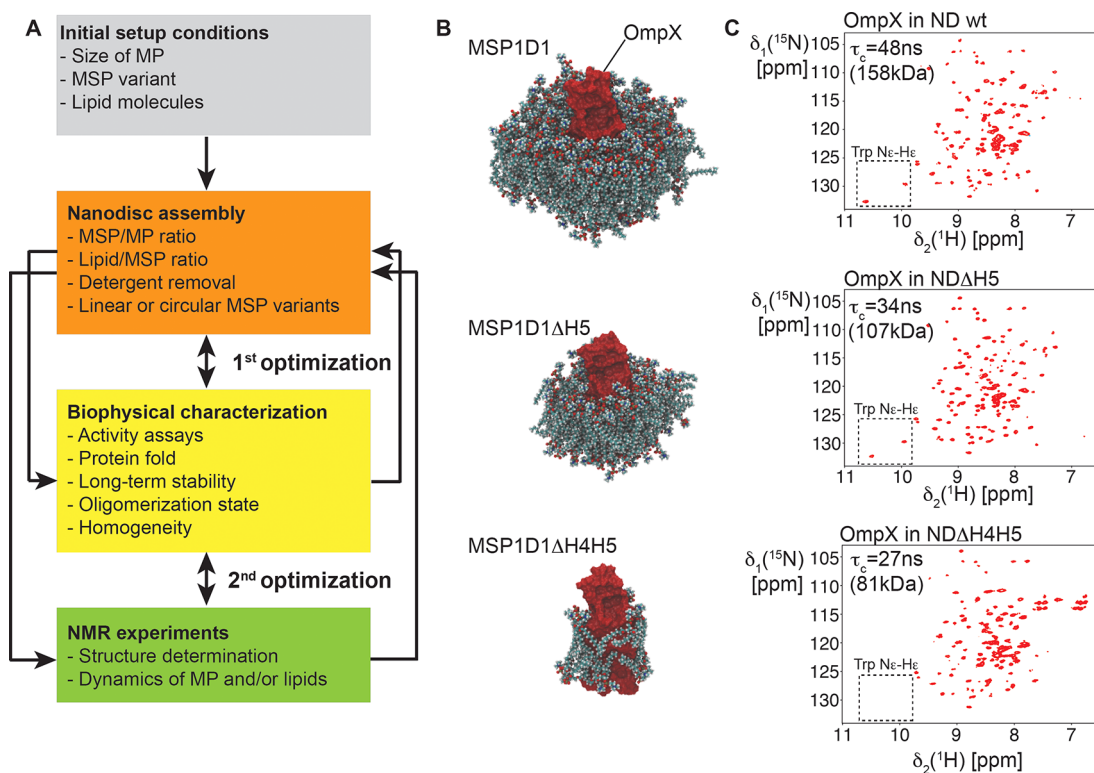 A
Initial setup conditions
- Size of MP
- MSP variant
- Lipid molecules
Nanodisc assembly
- MSP/MP ratio
- Lipid/MSP ratio
- Detergent removal
- Linear or circular MSP variants
1st optimization
Biophysical characterization
- Activity assays
- Protein fold
- Long-term stability
- Oligomerization state
- Homogeneity
2nd optimization
NMR experiments
- Structure determination
- Dynamics of MP and/or lipids
B
MSP1D1
OmpX
MSP1D1ΔH5
MSP1D1ΔH4H5
C
OmpX in ND wt
δ1(15N)
[ppm]
τc=48ns
(158kDa)
105
110
115
120
125
130
Trp Nε-Hε
11 10 9 8 7
δ2(1H) [ppm]
OmpX in NDΔH5
δ1(15N)
[ppm]
τc=34ns
(107kDa)
105
110
115
120
125
130
Trp Nε-Hε
11 10 9 8 7
δ2(1H) [ppm]
OmpX in NDΔH4H5
δ1(15N)
[ppm]
τc=27ns
(81kDa)
105
110
115
120
125
130
Trp Nε-Hε
11 10 9 8 7
δ2(1H) [ppm]